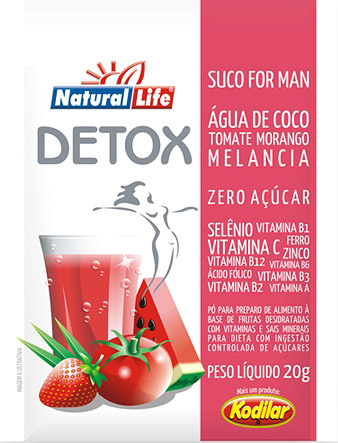 Natural Life®
DETOX
SUCO FOR MAN
ÁGUA DE COCO
TOMATE MORANGO
MELANCIA
ZERO AÇÚCAR
SELÊNIO VITAMINA B1
VITAMINA C FERRO
ZINCO
VITAMINA B12 VITAMINA B6
ÁCIDO FÓLICO VITAMINA B3
VITAMINA B2 VITAMINA A
PÓ PARA PREPARO DE ALIMENTO À
BASE DE FRUTAS DESIDRATADAS
COM VITAMINAS E SAIS MINERAIS
PARA DIETA COM INGESTÃO
CONTROLADA DE AÇÚCARES
PESO LÍQUIDO 20g
Mais um produto:
Kodilar
IMAGEM ILUSTRATIVA